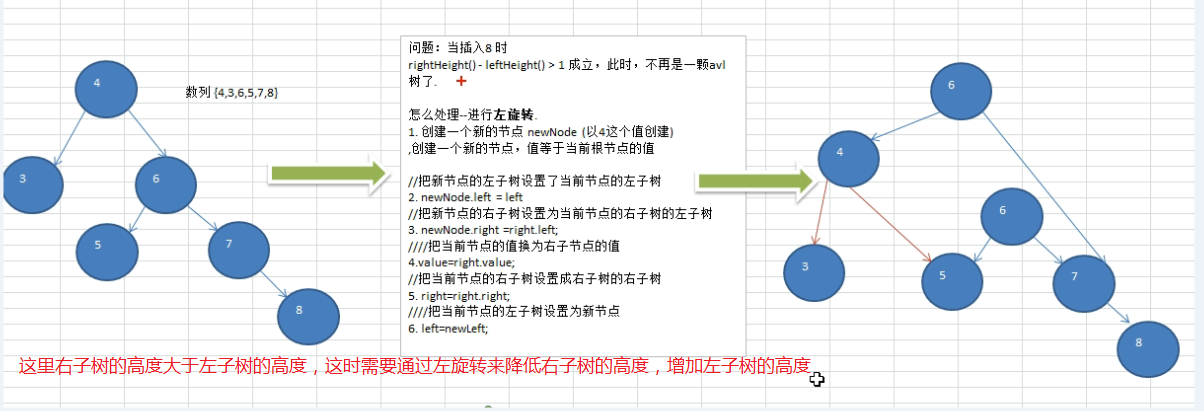 4
数列 {4,3,6,5,7,8}
3
6
5
7
8
问题：当插入8 时
rightHeight() - leftHeight() > 1 成立，此时，不再是一颗avl
树了.
怎么处理--进行左旋转.
1. 创建一个新的节点 newNode (以4这个值创建)
,创建一个新的节点，值等于当前根节点的值
//把新节点的左子树设置了当前节点的左子树
2. newNode.left = left
//把新节点的右子树设置为当前节点的右子树的左子树
3. newNode.right =right.left;
////把当前节点的值换为右子节点的值
4.value=right.value;
//把当前节点的右子树设置成右子树的右子树
5. right=right.right;
////把当前节点的左子树设置为新节点
6. left=newLeft;
6
4
6
3
5
7
8
这里右子树的高度大于左子树的高度，这时需要通过左旋转来降低右子树的高度，增加左子树的高度